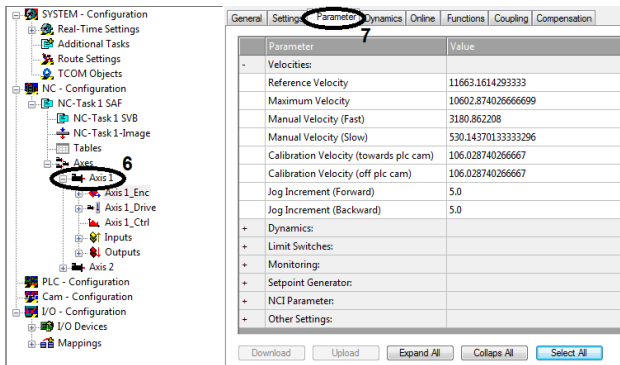 SYSTEM - Configuration
Real-Time Settings
Additional Tasks
Route Settings
TCOM Objects
NC - Configuration
NC-Task 1 SAF
NC-Task 1 SVB
NC-Task 1-Image
Tables
Axes
6
Axis 1
Axis 1_Enc
Axis 1_Drive
Axis 1_Ctrl
Inputs
Outputs
Axis 2
PLC - Configuration
Cam - Configuration
I/O - Configuration
I/O Devices
Mappings
General Settings Parameter Dynamics Online Functions Coupling Compensation
7
Parameter Value
- Velocities:
Reference Velocity 11663.1614293333
Maximum Velocity 10602.874026666699
Manual Velocity (Fast) 3180.862208
Manual Velocity (Slow) 530.14370133333296
Calibration Velocity (towards plc cam) 106.028740266667
Calibration Velocity (off plc cam) 106.028740266667
Jog Increment (Forward) 5.0
Jog Increment (Backward) 5.0
+ Dynamics:
+ Limit Switches:
+ Monitoring:
+ Setpoint Generator:
+ NCI Parameter:
+ Other Settings:
Download Upload Expand All Collaps All Select All